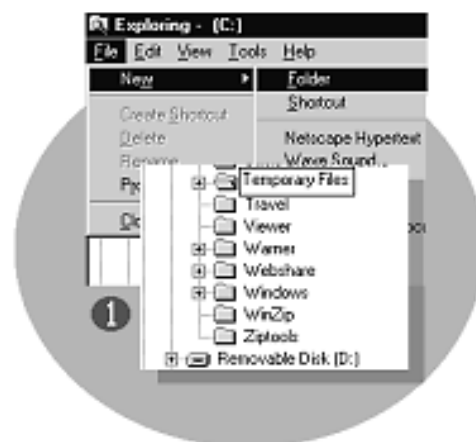 Exploring - (C:)
File Edit View Tools Help
New
Folder
Create Shortcut
Shortcut
Delete
Netscape Hypertext
Rename
Wave Sound...
Temporary Files
Travel
Viewer
Warner
Webshare
Windows
WinZip
Ziptools
Removable Disk (D:)
1